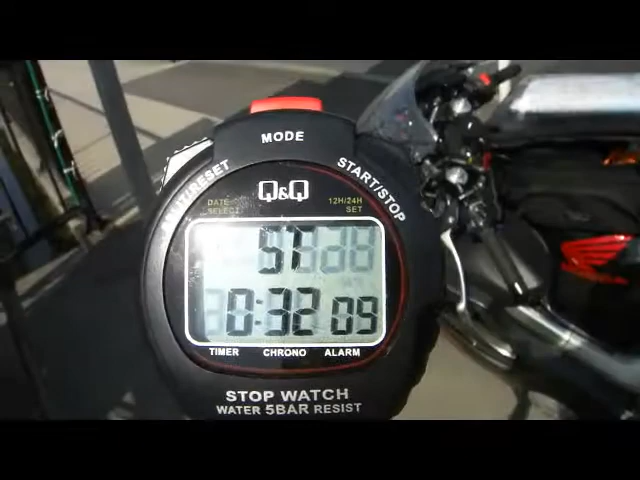 MODE
START/STOP
Q&Q
DATE
SELECT
12H/24H
SET
ST
0:32 09
TIMER CHRONO ALARM
STOP WATCH
WATER 5BAR RESIST